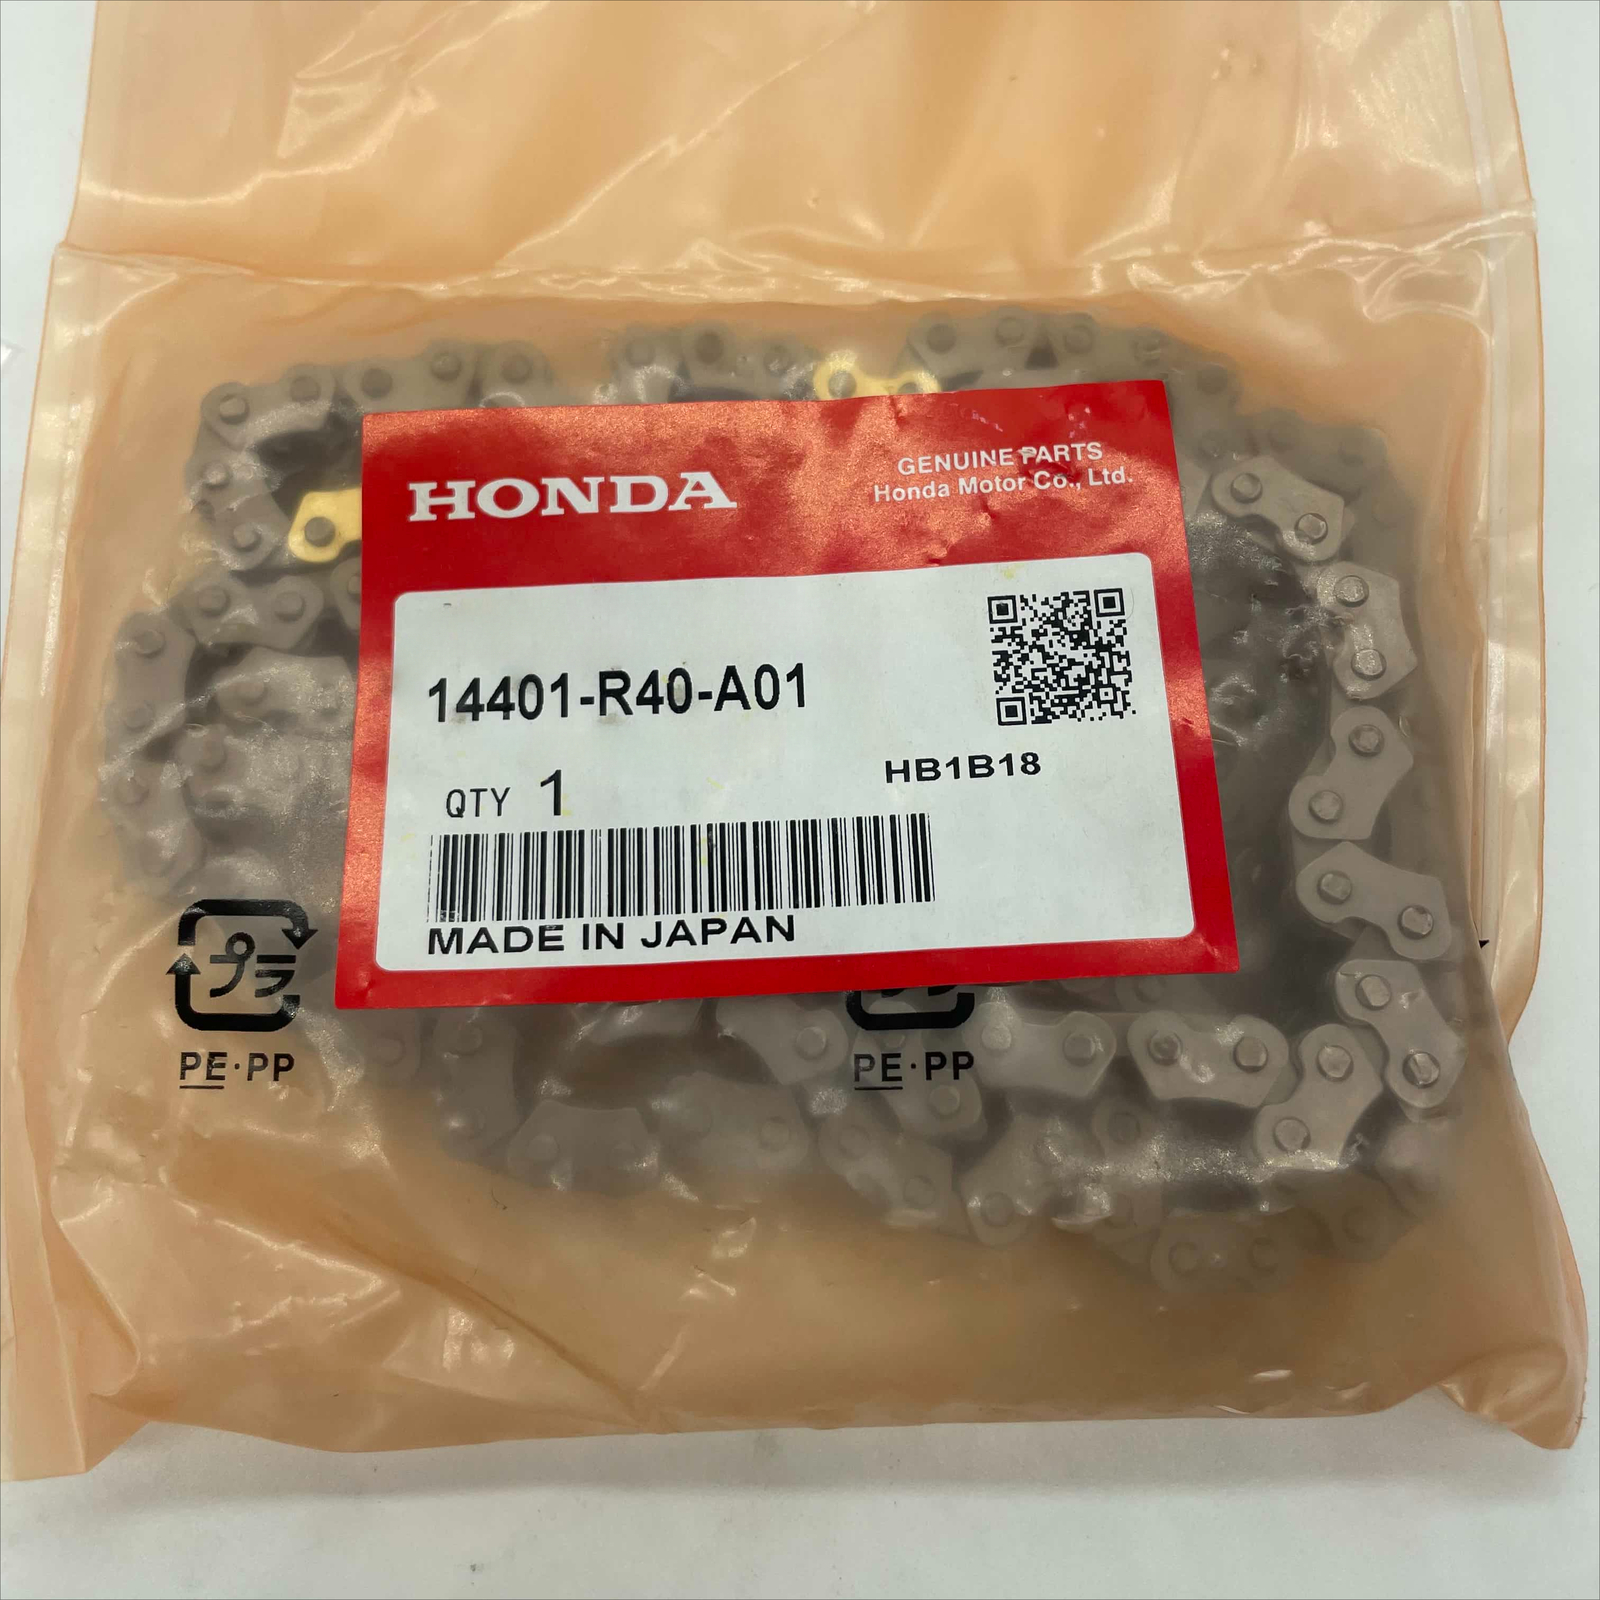 HONDA
GENUINE PARTS
Honda Motor Co., Ltd.
14401-R40-A01
QTY 1
HB1B18
MADE IN JAPAN
プラ
PE·PP
PE·PP